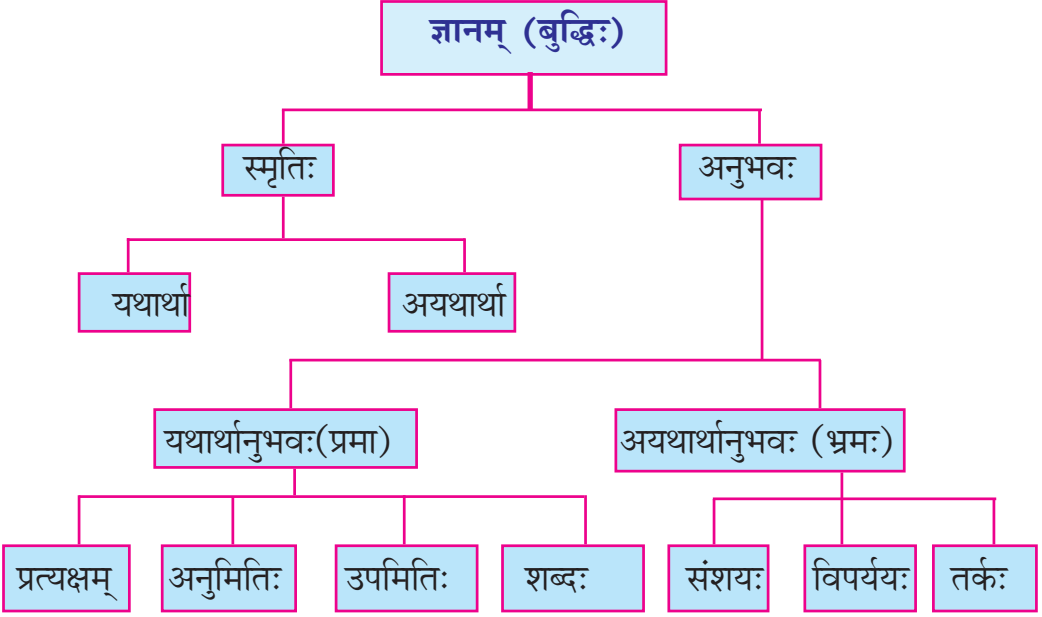 ज्ञानम् (बुद्धिः)
स्मृतिः
अनुभवः
यथार्था
अयथार्था
यथार्थानुभवः(प्रमा)
अयथार्थानुभवः (भ्रमः)
प्रत्यक्षम्
अनुमितिः
उपमितिः
शब्दः
संशयः
विपर्ययः
तर्कः